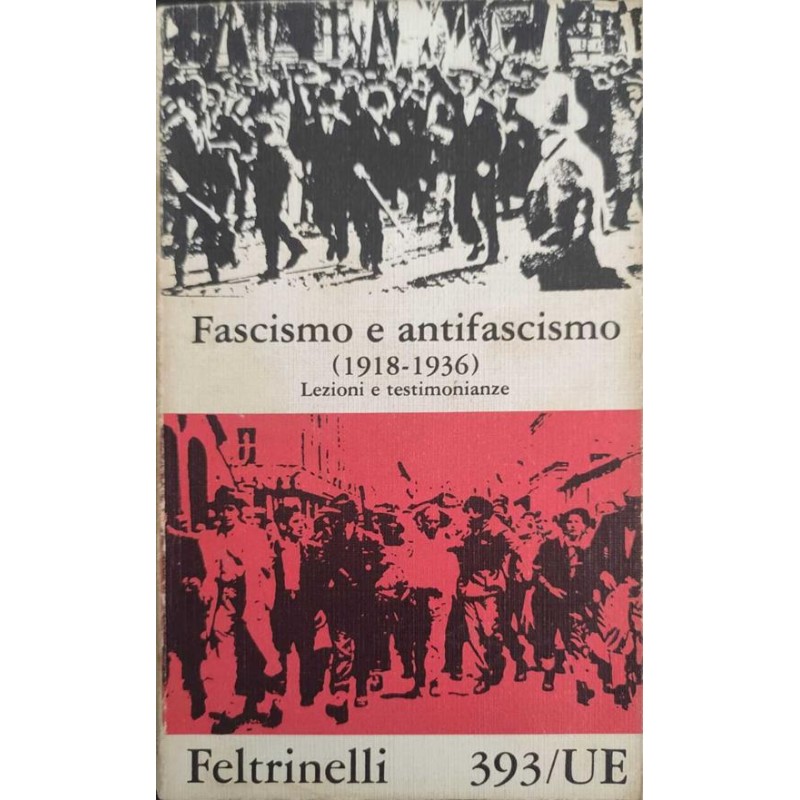 Fascismo e antifascismo
(1918-1936)
Lezioni e testimonianze
Feltrinelli 393/UE